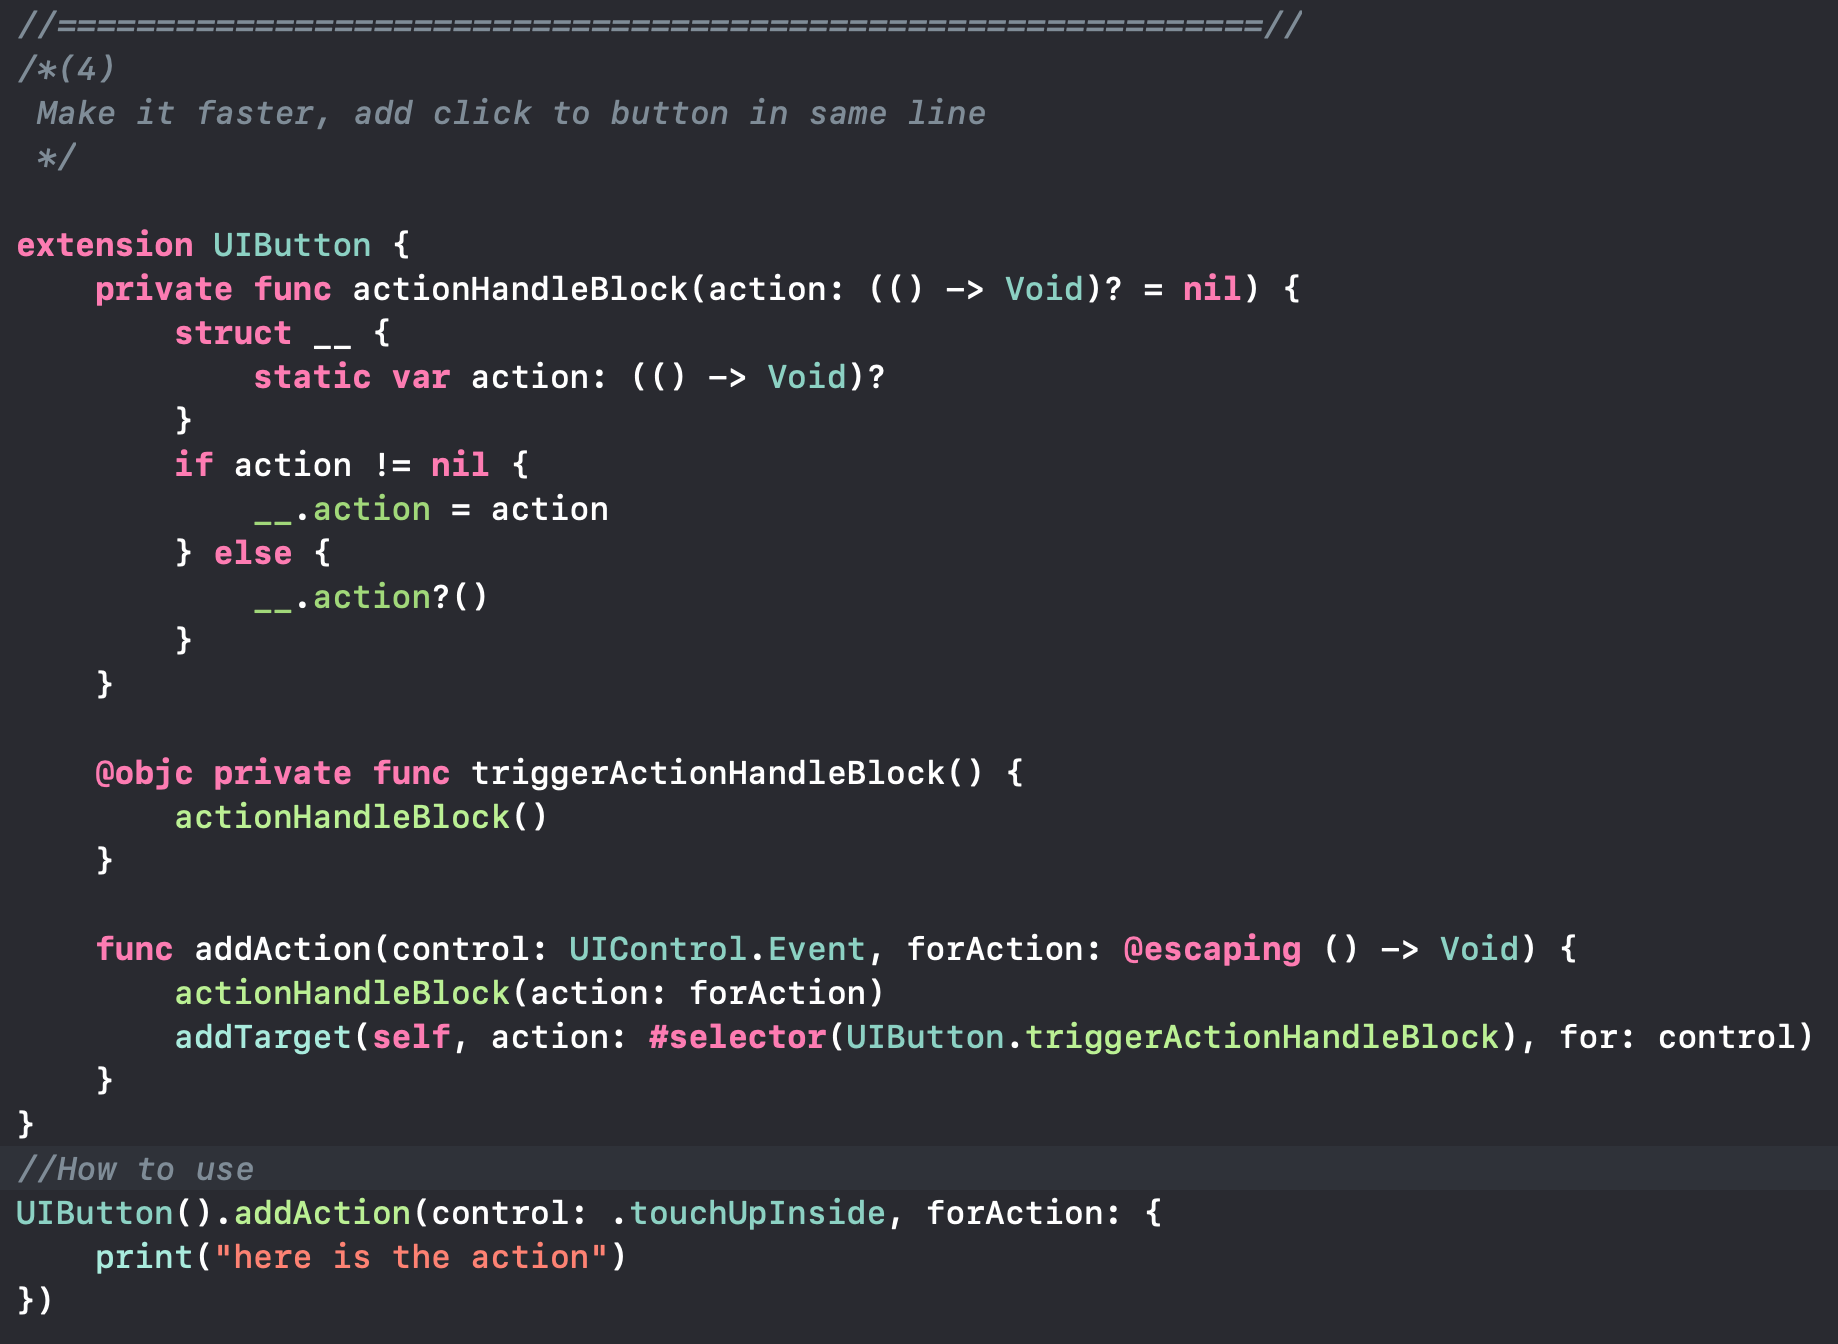 //=============================================================//
/*(4)
 Make it faster, add click to button in same line
 */

extension UIButton {
    private func actionHandleBlock(action: (() -> Void)? = nil) {
        struct __ {
            static var action: (() -> Void)?
        }
        if action != nil {
            __.action = action
        } else {
            __.action?()
        }
    }

    @objc private func triggerActionHandleBlock() {
        actionHandleBlock()
    }

    func addAction(control: UIControl.Event, forAction: @escaping () -> Void) {
        actionHandleBlock(action: forAction)
        addTarget(self, action: #selector(UIButton.triggerActionHandleBlock), for: control)
    }
}
//How to use
UIButton().addAction(control: .touchUpInside, forAction: {
    print("here is the action")
})